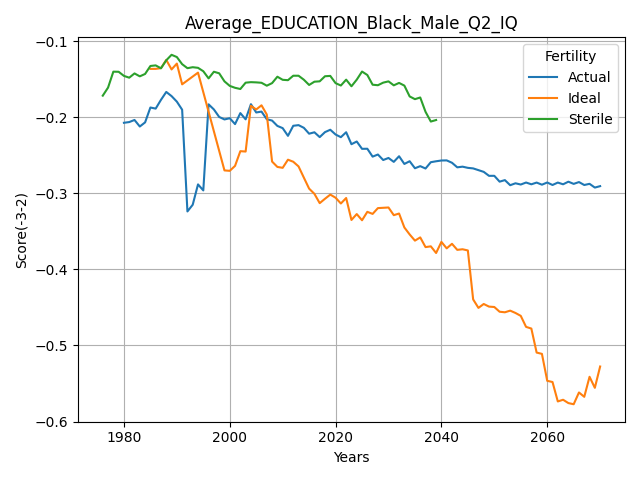 Average_EDUCATION_Black_Male_Q2_IQ
Fertility
Actual
Ideal
Sterile
Score(-3-2)
−0.1
−0.2
−0.3
−0.4
−0.5
−0.6
1980
2000
2020
2040
2060
Years